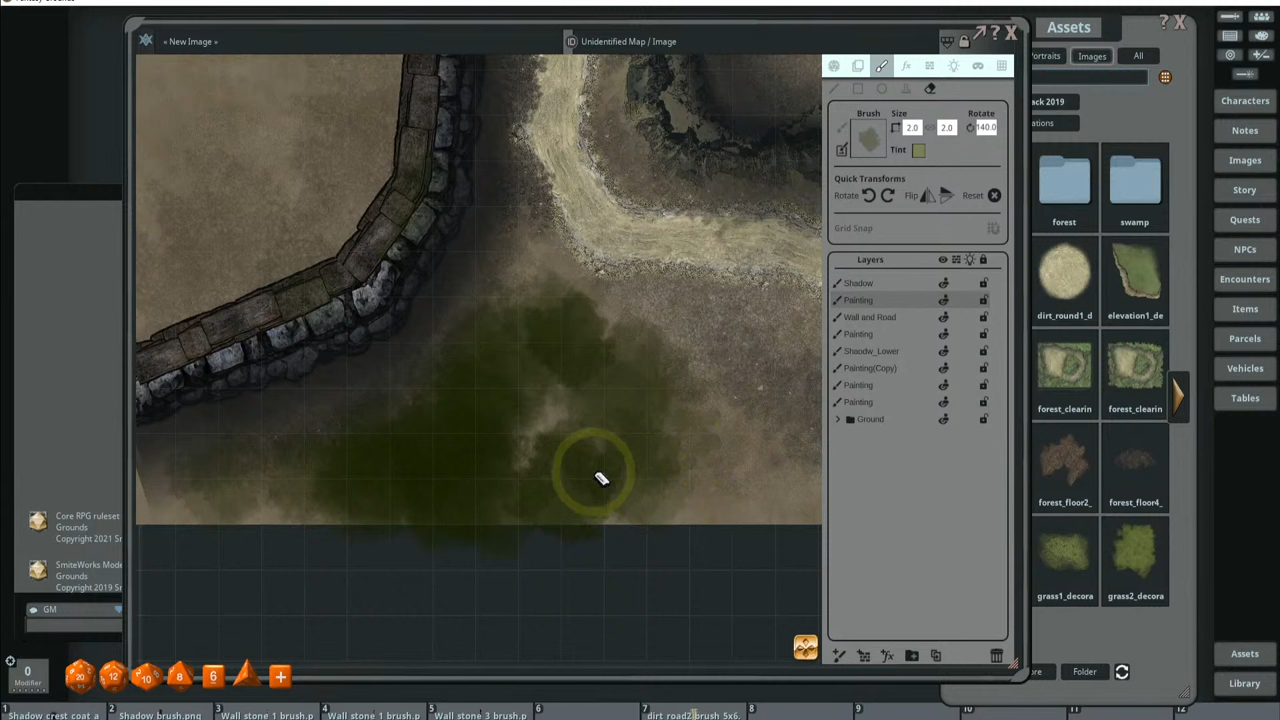 « New Image »
ID Unidentified Map / Image
? X
Assets
? X
Portraits
Images
All
ack 2019
ations
Brush
Size
Rotate
2.0
2.0
140.0
Tint
Quick Transforms
Rotate
Flip
Reset
Grid Snap
Layers
Shadow
Painting
Wall and Road
Painting
Shaodw_Lower
Painting(Copy)
Painting
Painting
Ground
forest
swamp
dirt_round1_d
elevation1_de
forest_clearin
forest_clearin
forest_floor2_
forest_floor4_
grass1_decora
grass2_decora
ore
Folder
Characters
Notes
Images
Story
Quests
NPCs
Encounters
Items
Parcels
Vehicles
Tables
Assets
Library
Core RPG ruleset
Grounds
Copyright 2021 Sm
SmiteWorks Mode
Grounds
Copyright 2019 Sm
GM
0
Modifier
20
12
10
8
6
1 2 3 4 5 6 7 8 9 10 11 12
Shadow crest coat a
Shadow brush.png
Wall stone 1 brush.p
Wall stone 1 brush.p
Wall stone 3 brush.p
dirt road2 brush 5x6.